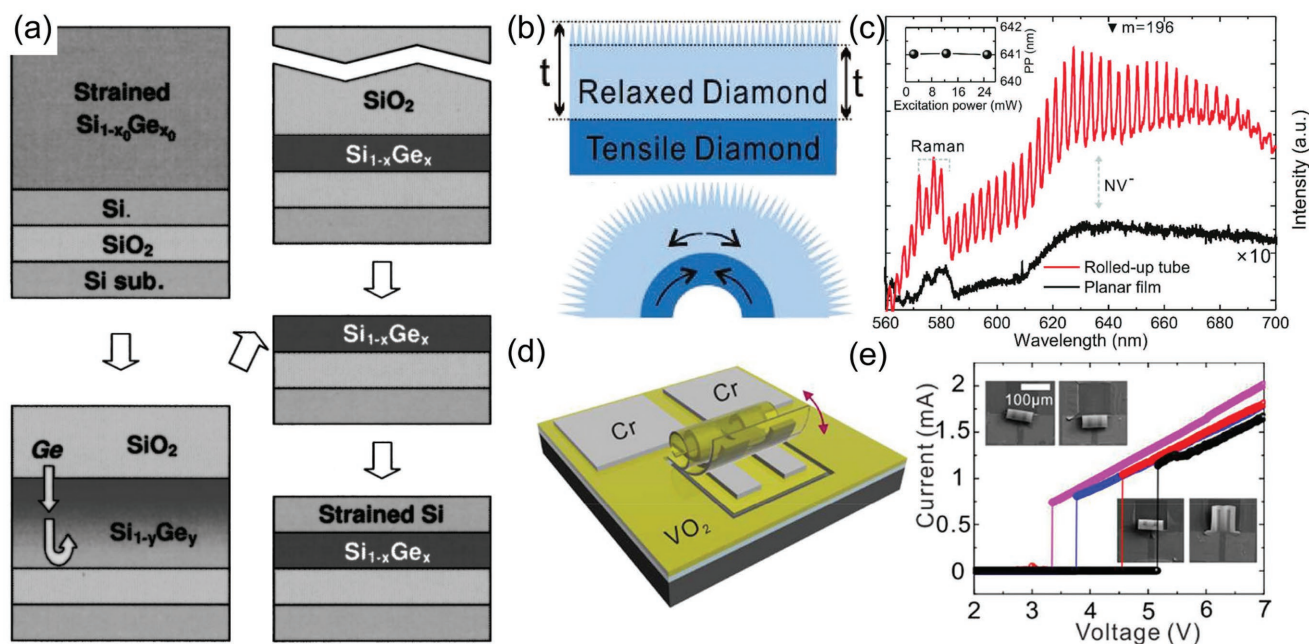 (a)
Strained
Si₁₋ₓ₀Geₓ₀
Si.
SiO₂
Si sub.
SiO₂
Ge
Si₁₋yGey
SiO₂
Si₁₋ₓGeₓ
Si₁₋ₓGeₓ
Strained Si
Si₁₋ₓGeₓ
(b)
t
Relaxed Diamond
t
Tensile Diamond
(c)
▼ m=196
642
641
640
PP (nm)
0 8 16 24
Excitation power (mW)
Raman
NV⁻
×10
Rolled-up tube
Planar film
Intensity (a.u.)
560 580 600 620 640 660 680 700
Wavelength (nm)
(d)
Cr
Cr
VO₂
(e)
100µm
Current (mA)
2
1.5
1
0.5
0
2 3 4 5 6 7
Voltage (V)